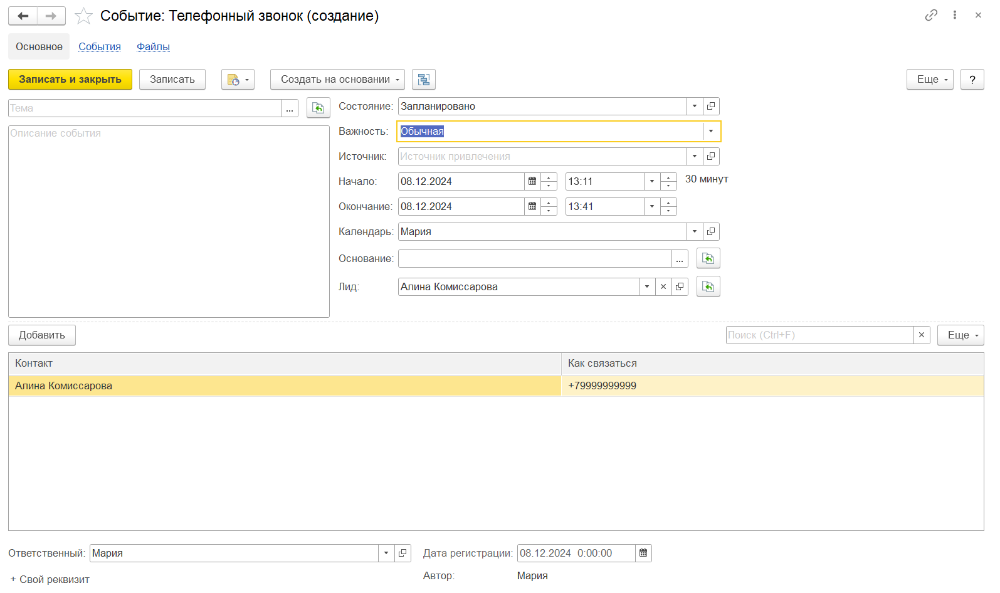 Событие: Телефонный звонок (создание)
Основное События Файлы
Записать и закрыть Записать Создать на основании Еще ?
Тема ...
Описание события
Состояние: Запланировано
Важность: Обычная
Источник: Источник привлечения
Начало: 08.12.2024 13:11 30 минут
Окончание: 08.12.2024 13:41
Календарь: Мария
Основание: ...
Лид: Алина Комиссарова
Добавить Поиск (Ctrl+F) Еще
Контакт Как связаться
Алина Комиссарова +79999999999
Ответственный: Мария Дата регистрации: 08.12.2024 0:00:00
+ Свой реквизит Автор: Мария